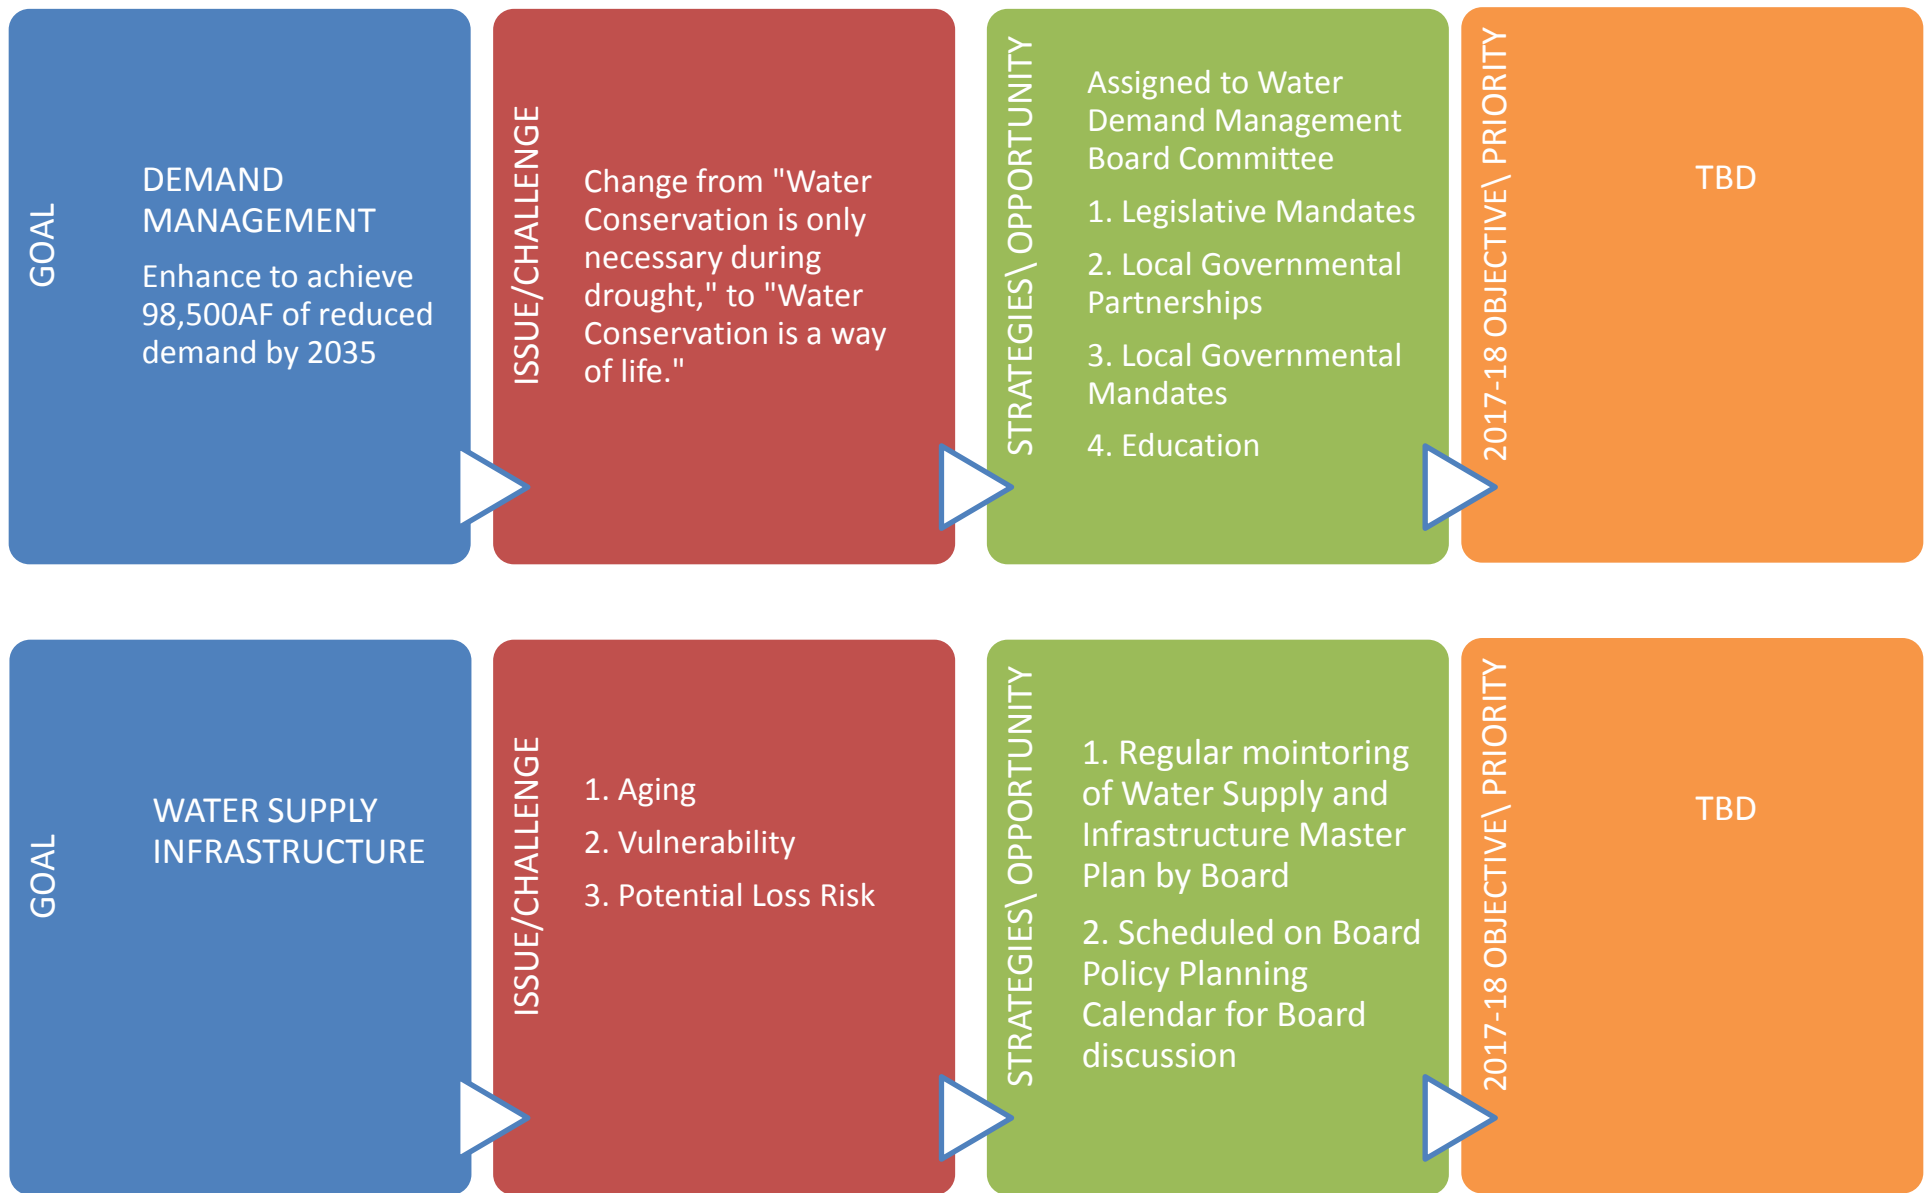 GOAL
DEMAND
MANAGEMENT
Enhance to achieve
98,500AF of reduced
demand by 2035
ISSUE/CHALLENGE
Change from "Water
Conservation is only
necessary during
drought," to "Water
Conservation is a way
of life."
STRATEGIES\ OPPORTUNITY
Assigned to Water
Demand Management
Board Committee
1. Legislative Mandates
2. Local Governmental
Partnerships
3. Local Governmental
Mandates
4. Education
2017-18 OBJECTIVE\ PRIORITY
TBD
GOAL
WATER SUPPLY
INFRASTRUCTURE
ISSUE/CHALLENGE
1. Aging
2. Vulnerability
3. Potential Loss Risk
STRATEGIES\ OPPORTUNITY
1. Regular mointoring
of Water Supply and
Infrastructure Master
Plan by Board
2. Scheduled on Board
Policy Planning
Calendar for Board
discussion
2017-18 OBJECTIVE\ PRIORITY
TBD